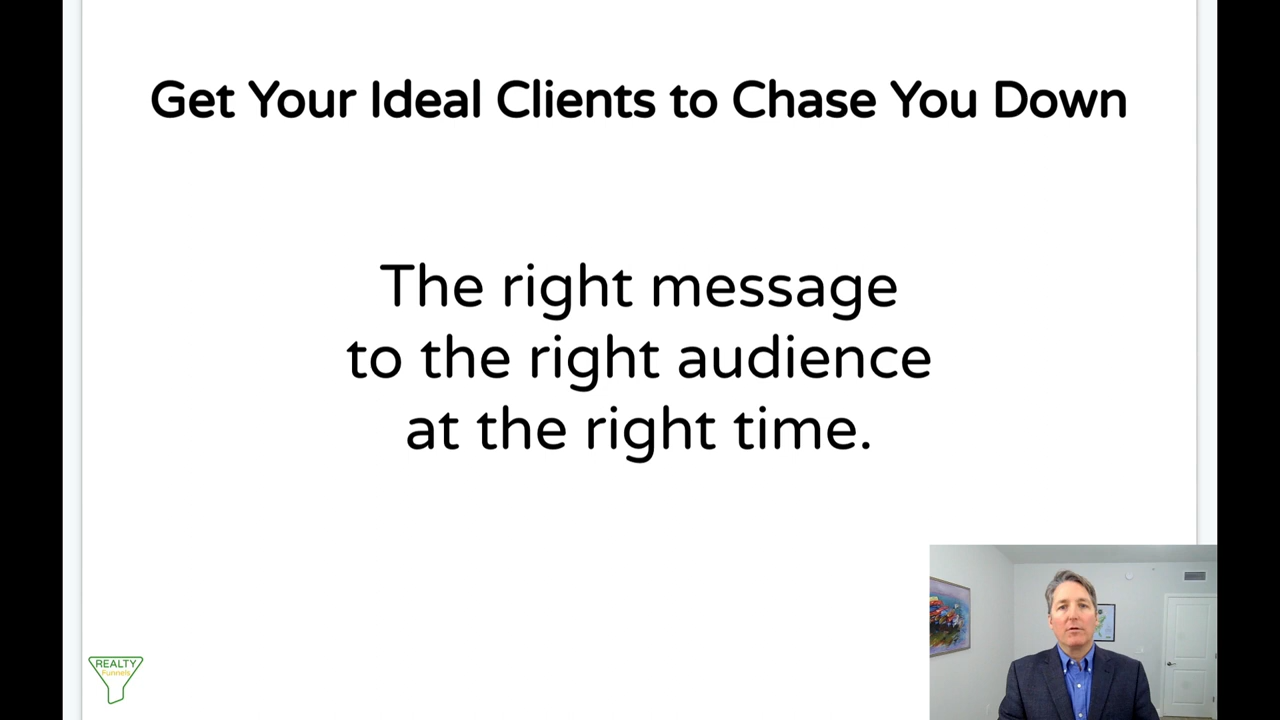 Get Your Ideal Clients to Chase You Down
The right message
to the right audience
at the right time.
REALTY
Funnels